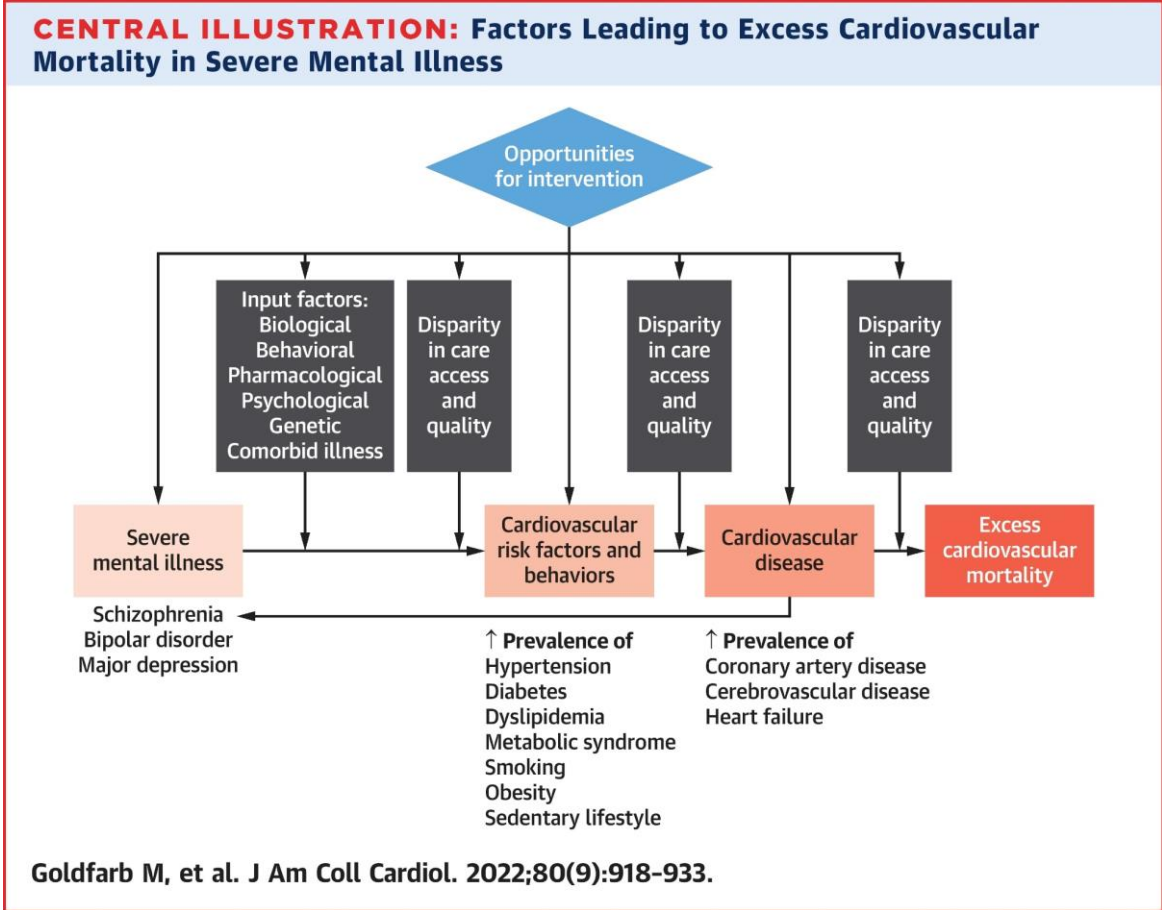 CENTRAL ILLUSTRATION: Factors Leading to Excess Cardiovascular
Mortality in Severe Mental Illness
Opportunities
for intervention
Input factors:
Biological
Behavioral
Pharmacological
Psychological
Genetic
Comorbid illness
Disparity
in care
access
and
quality
Disparity
in care
access
and
quality
Disparity
in care
access
and
quality
Severe
mental illness
Cardiovascular
risk factors and
behaviors
Cardiovascular
disease
Excess
cardiovascular
mortality
Schizophrenia
Bipolar disorder
Major depression
↑ Prevalence of
Hypertension
Diabetes
Dyslipidemia
Metabolic syndrome
Smoking
Obesity
Sedentary lifestyle
↑ Prevalence of
Coronary artery disease
Cerebrovascular disease
Heart failure
Goldfarb M, et al. J Am Coll Cardiol. 2022;80(9):918–933.